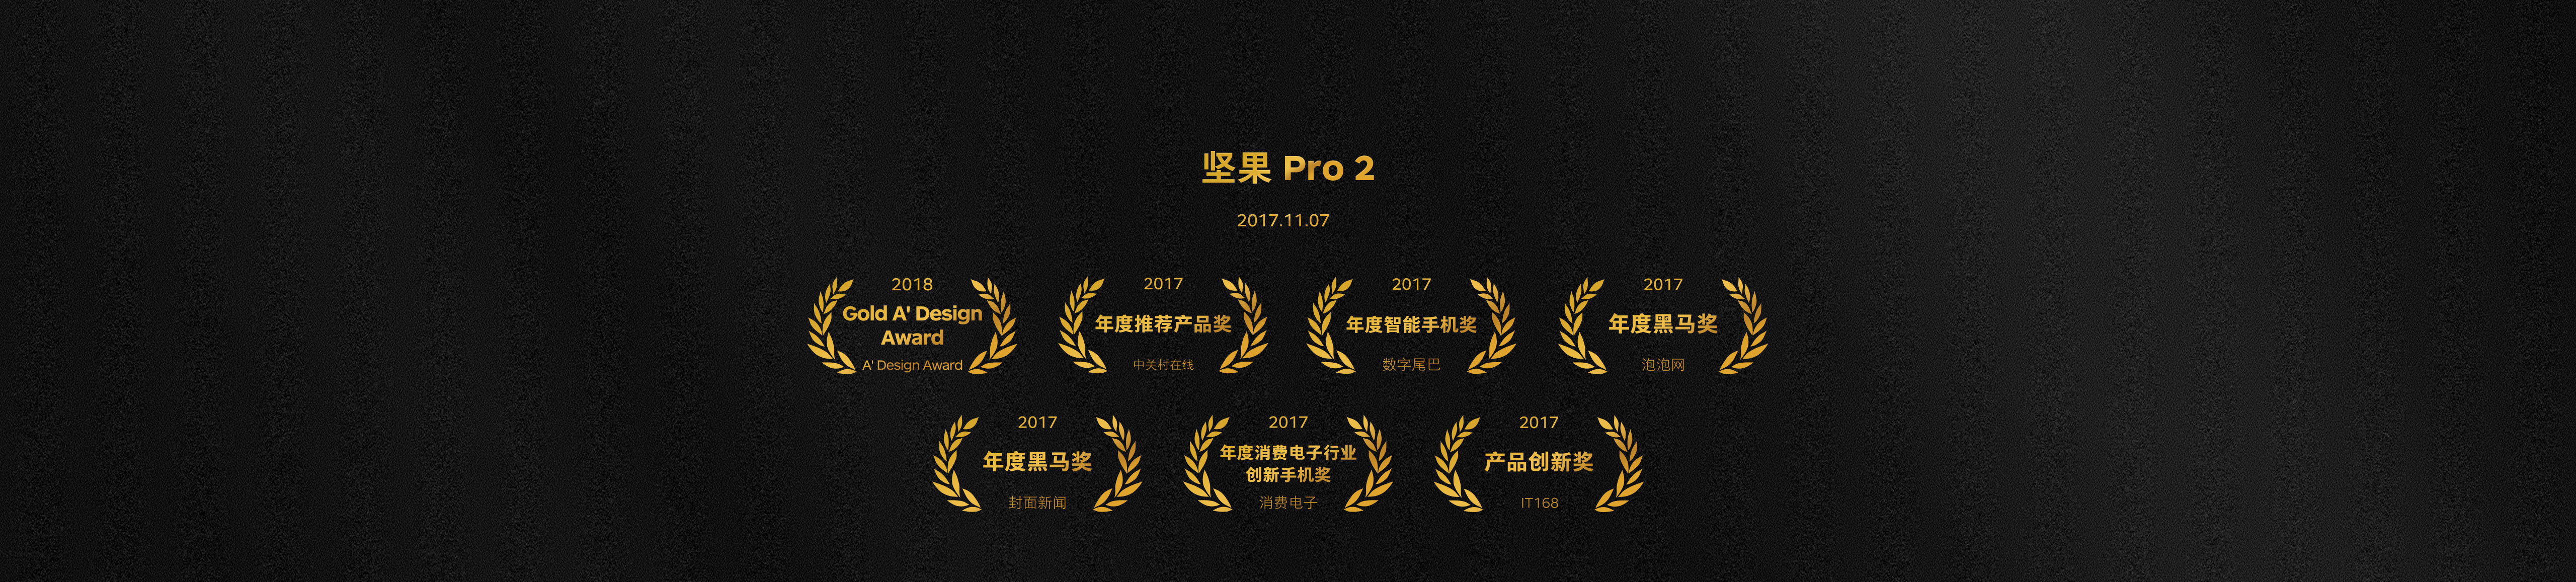 坚果 Pro 2
2017.11.07
2018
Gold A' Design
Award
A' Design Award
2017
年度推荐产品奖
中关村在线
2017
年度智能手机奖
数字尾巴
2017
年度黑马奖
泡泡网
2017
年度黑马奖
封面新闻
2017
年度消费电子行业
创新手机奖
消费电子
2017
产品创新奖
IT168